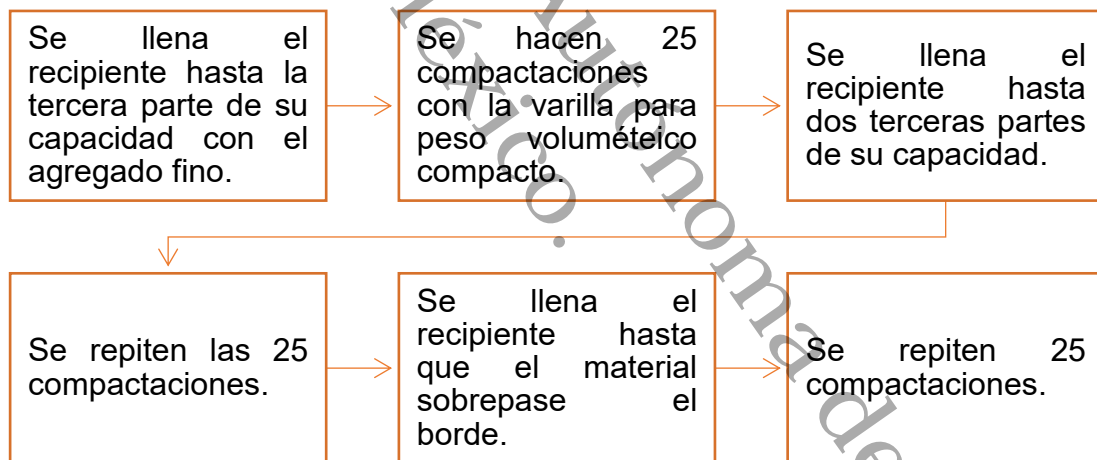 Se llena el
recipiente hasta la
tercera parte de su
capacidad con el
agregado fino.
Se hacen 25
compactaciones
con la varilla para
peso voluméteico
compacto.
Se llena el
recipiente hasta
dos terceras partes
de su capacidad.
Se repiten las 25
compactaciones.
Se llena el
recipiente hasta
que el material
sobrepase el
borde.
Se repiten 25
compactaciones.
Autónoma de
México.